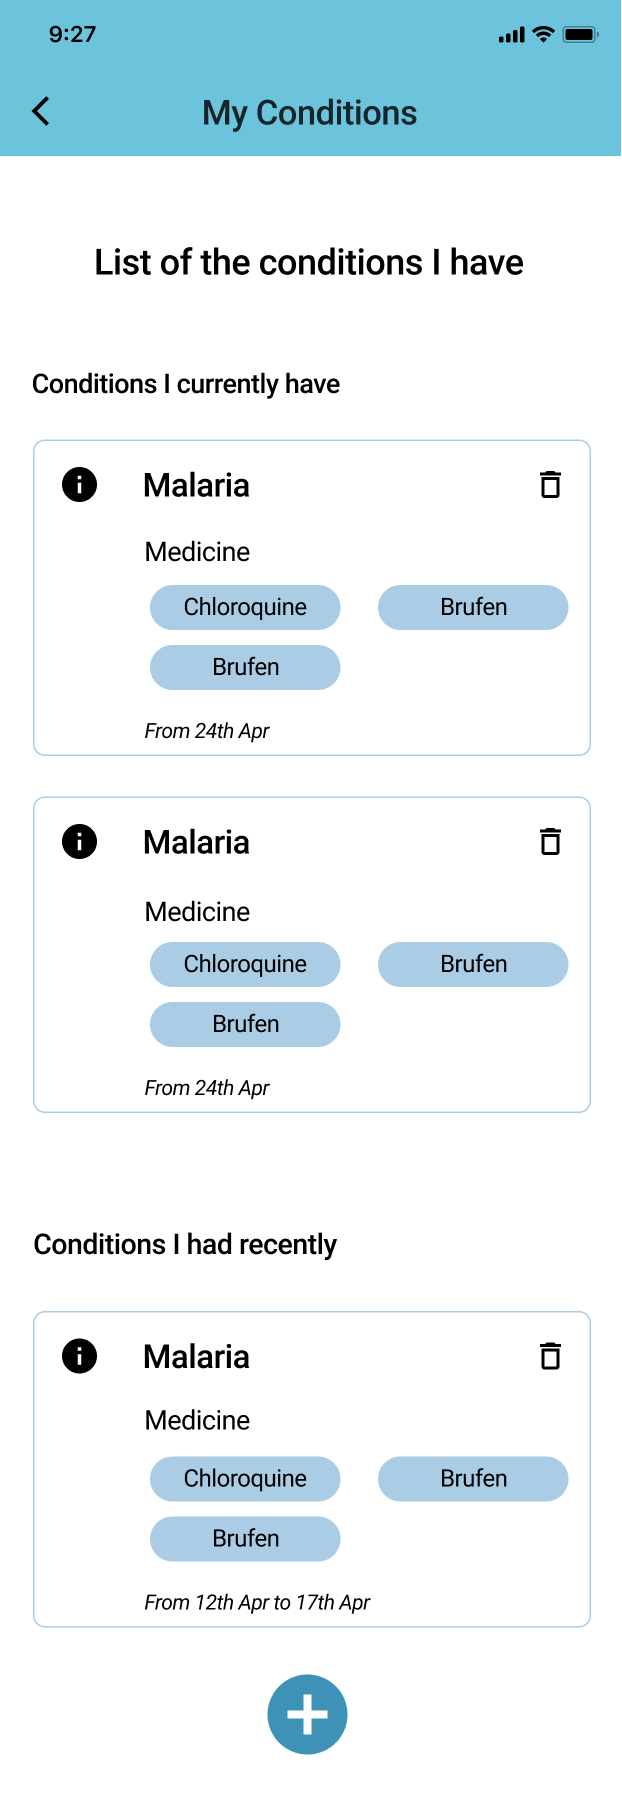 9:27
My Conditions
List of the conditions I have
Conditions I currently have
Malaria
Medicine
Chloroquine Brufen
Brufen
From 24th Apr
Malaria
Medicine
Chloroquine Brufen
Brufen
From 24th Apr
Conditions I had recently
Malaria
Medicine
Chloroquine Brufen
Brufen
From 12th Apr to 17th Apr